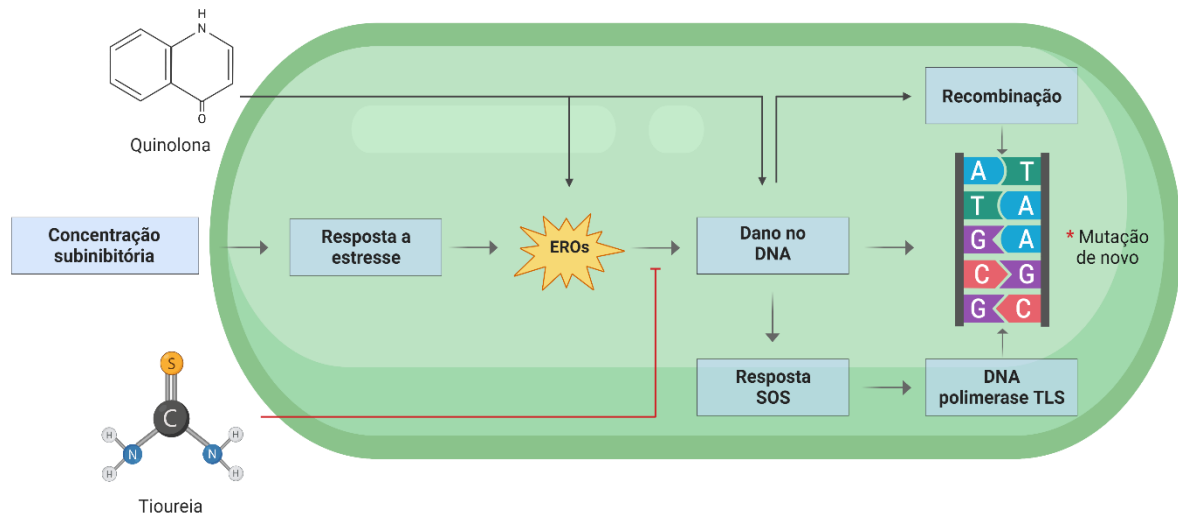 H
N
O
Quinolona
Concentração
subinibitória
Resposta a
estresse
EROs
Dano no
DNA
Recombinação
A T
T A
G A
C G
G C
* Mutação
de novo
Resposta
SOS
DNA
polimerase TLS
S
C
H N N H
H H
Tioureia